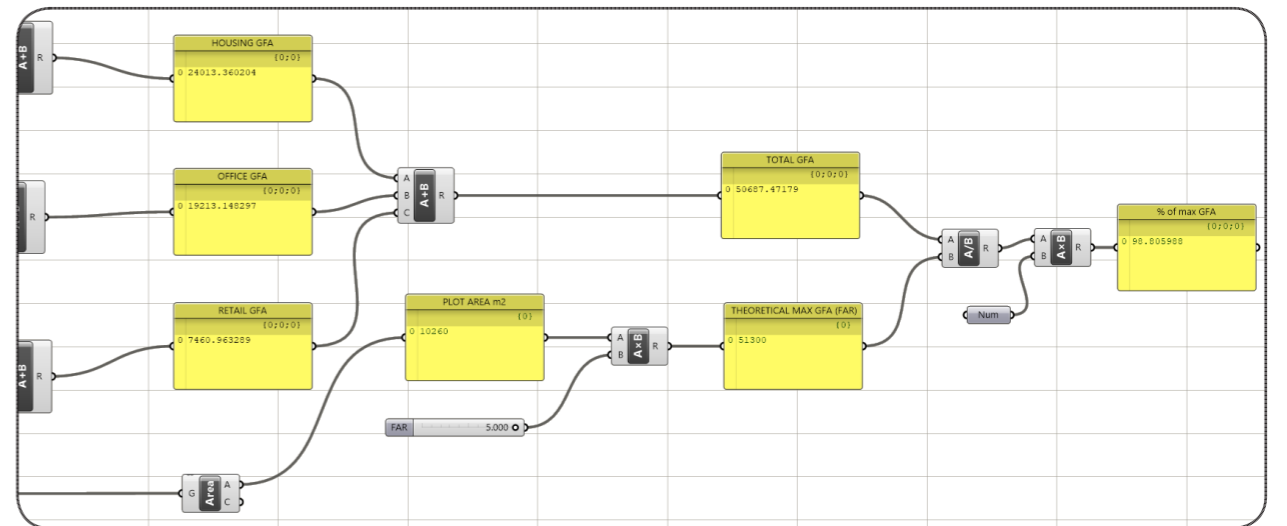 A+B
R
HOUSING GFA
{0;0}
0 24013.360204
OFFICE GFA
{0;0;0}
0 19213.148297
R
A
B
C
A+B
R
TOTAL GFA
{0;0;0}
0 50687.47179
% of max GFA
{0;0;0}
0 98.805988
A
B
A/B
R
A
B
A×B
R
Num
RETAIL GFA
{0;0;0}
0 7460.963289
PLOT AREA m2
{0}
0 10260
A
B
A×B
R
THEORETICAL MAX GFA (FAR)
{0}
0 51300
A+B
R
FAR
5.000
G
Area
A
C